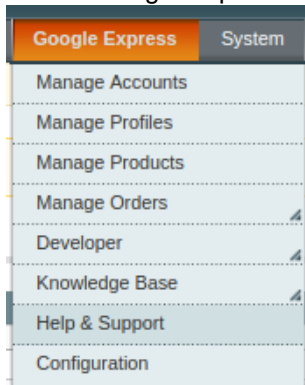 Google Express System
Manage Accounts
Manage Profiles
Manage Products
Manage Orders
Developer
Knowledge Base
Help & Support
Configuration